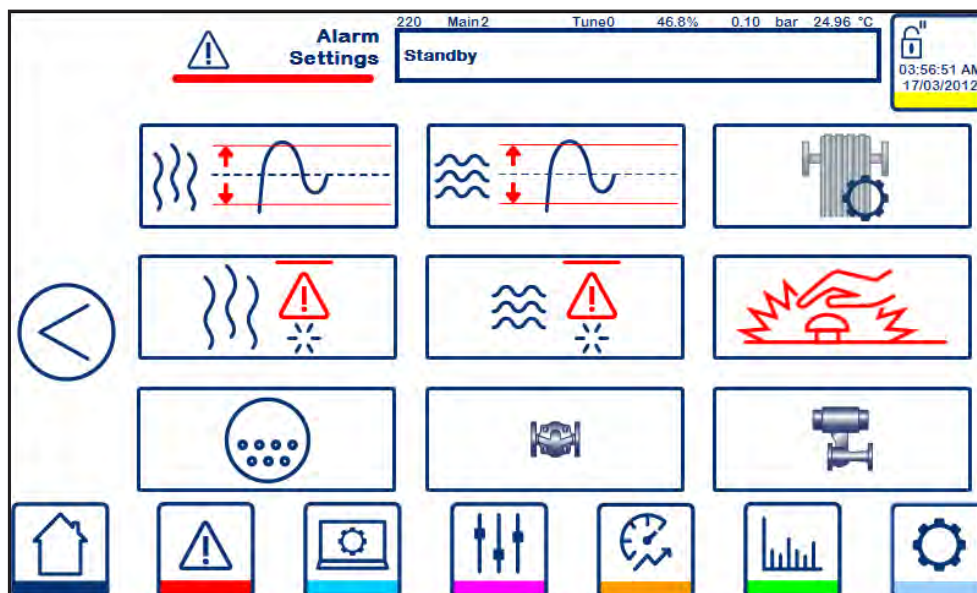 220 Main2 Tune0 46.8% 0.10 bar 24.96 °C
Alarm
Settings
Standby
03:56:51 AM
17/03/2012